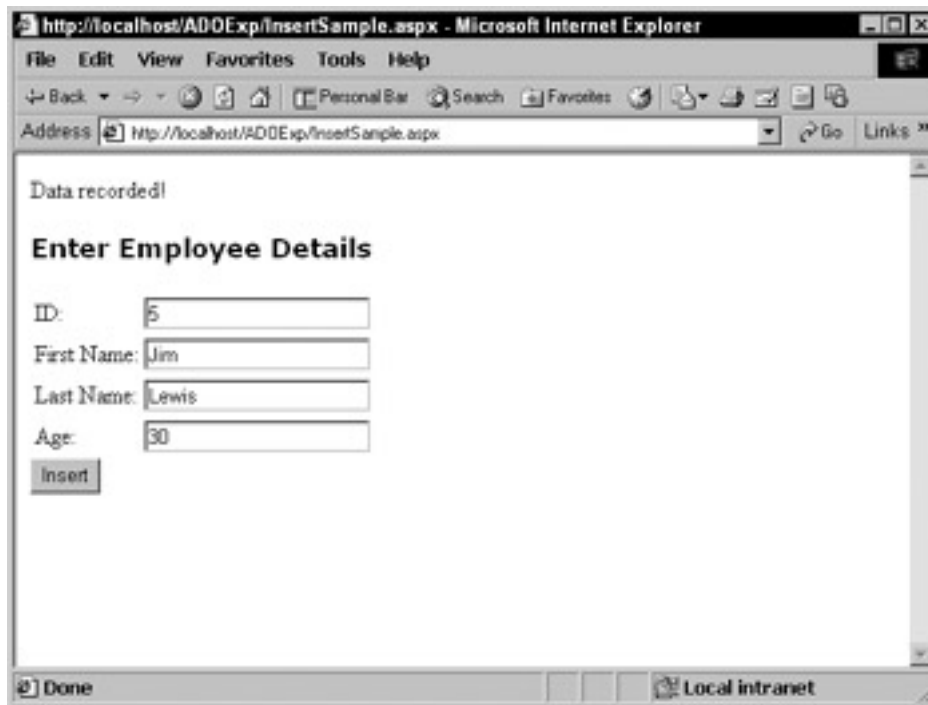 http://localhost/ADOExp/InsertSample.aspx - Microsoft Internet Explorer
File Edit View Favorites Tools Help
Back Personal Bar Search Favorites
Address http://localhost/ADOExp/InsertSample.aspx Go Links »
Data recorded!
Enter Employee Details
ID: 5
First Name: Jim
Last Name: Lewis
Age: 30
Insert
Done Local intranet